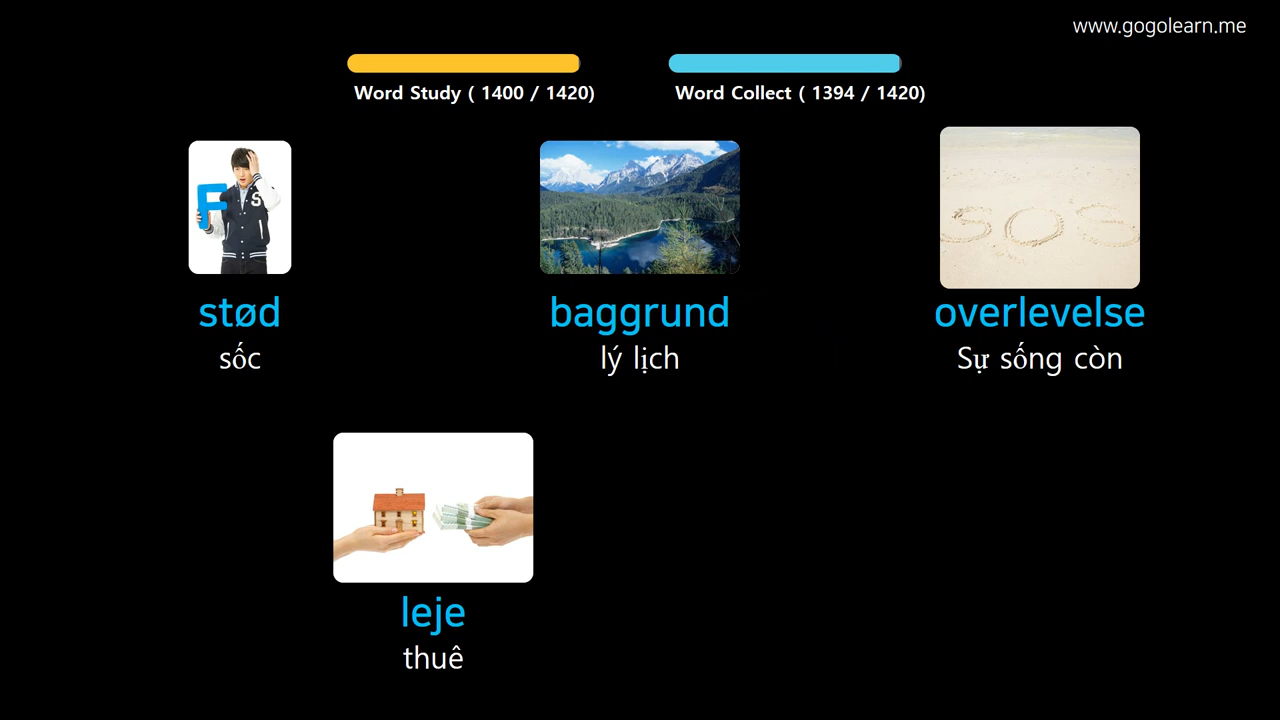 www.gogolearn.me
Word Study ( 1400 / 1420)
Word Collect ( 1394 / 1420)
F
S
SOS
stød
baggrund
overlevelse
sốc
lý lịch
Sự sống còn
leje
thuê